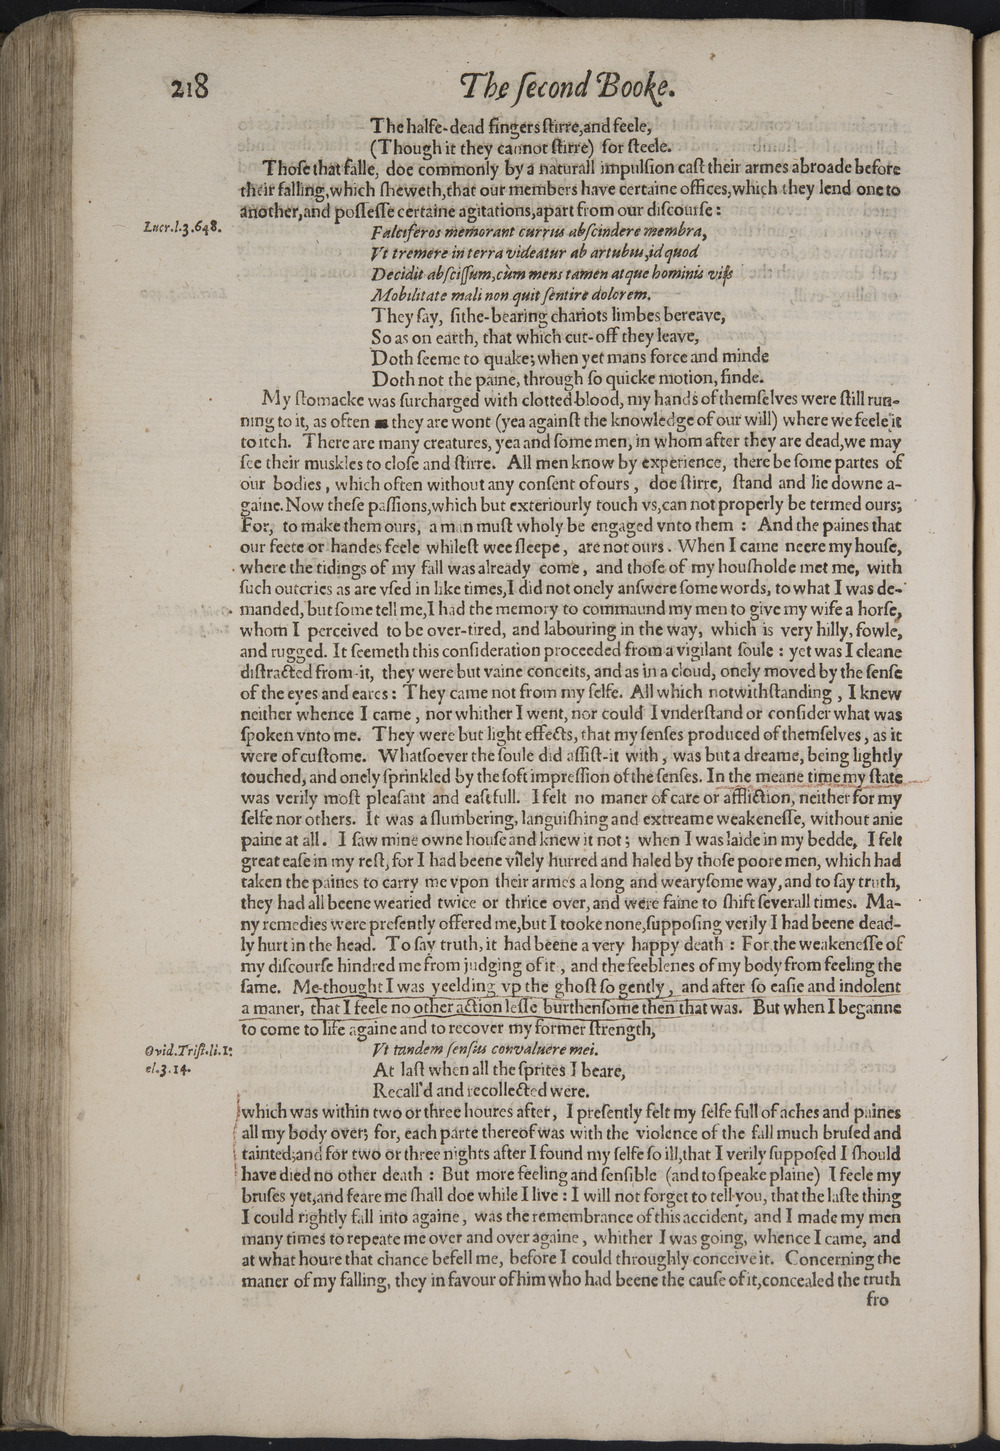 218 The ſecond Booke.
The halfe-dead fingers ſtirre,and feele,
(Though it they cannot ſtirre) for ſteele.
Thoſe that falle, doe commonly by a naturall impulſion caſt their armes abroade before
their falling,which ſheweth,that our members have certaine offices,which they lend one to
another,and poſſeſſe certaine agitations,apart from our diſcourſe :
Lucr.l.3.648.
Falciferos memorant currus abſcindere membra,
Vt tremere in terra videatur ab artubus,id quod
Decidit abſciſſum,cùm mens tamen atque hominis vis
Mobilitate mali non quit ſentire dolorem.
They ſay, ſithe-bearing chariots limbes bereave,
So as on earth, that which cut-off they leave,
Doth ſeeme to quake; when yet mans force and minde
Doth not the paine, through ſo quicke motion, finde.
My ſtomacke was ſurcharged with clotted blood, my hands of themſelves were ſtill run-
ning to it, as often they are wont (yea againſt the knowledge of our will) where we feele it
to itch. There are many creatures, yea and ſome men, in whom after they are dead,we may
ſee their muskles to cloſe and ſtirre. All men know by experience, there be ſome partes of
our bodies , which often without any conſent of ours , doe ſtirre, ſtand and lie downe a-
gaine. Now theſe paſſions,which but exteriourly touch vs,can not properly be termed ours;
For, to make them ours, a man muſt wholy be engaged vnto them : And the paines that
our feete or handes feele whileſt wee ſleepe, are not ours . When I came neere my houſe,
where the tidings of my fall was already come, and thoſe of my houſholde met me, with
ſuch outcries as are vſed in like times,I did not onely anſwere ſome words, to what I was de-
manded, but ſome tell me,I had the memory to commaund my men to give my wife a horſe,
whom I perceived to be over-tired, and labouring in the way, which is very hilly, fowle,
and rugged. It ſeemeth this conſideration proceeded from a vigilant ſoule : yet was I cleane
diſtracted from-it, they were but vaine conceits, and as in a cloud, onely moved by the ſenſe
of the eyes and eares : They came not from my ſelfe. All which notwithſtanding , I knew
neither whence I came , nor whither I went, nor could I vnderſtand or conſider what was
ſpoken vnto me. They were but light effects, that my ſenſes produced of themſelves , as it
were of cuſtome. Whatſoever the ſoule did aſſiſt-it with , was but a dreame, being lightly
touched, and onely ſprinkled by the ſoft impreſſion of the ſenſes. In the meane time my ſtate
was verily moſt pleaſant and eaſefull. I felt no maner of care or affliction, neither for my
ſelfe nor others. It was a ſlumbering, languiſhing and extreame weakeneſſe, without anie
paine at all . I ſaw mine owne houſe and knew it not ; when I was laide in my bedde, I felt
great eaſe in my reſt, for I had beene vilely hurred and haled by thoſe poore men, which had
taken the paines to carry me vpon their armes a long and wearyſome way, and to ſay truth,
they had all beene wearied twice or thrice over, and were faine to ſhift ſeverall times. Ma-
ny remedies were preſently offered me,but I tooke none,ſuppoſing verily I had beene dead-
ly hurt in the head. To ſay truth, it had beene a very happy death : For the weakeneſſe of
my diſcourſe hindred me from judging of it , and the feeblenes of my body from feeling the
ſame. Me-thought I was yeelding vp the ghoſt ſo gently , and after ſo eaſie and indolent
a maner, that I feele no other action leſſe burthenſome then that was. But when I beganne
to come to life againe and to recover my former ſtrength,
Ovid.Triſt.li.1.
el.3.14.
Vt tandem ſenſus convaluere mei.
At laſt when all the ſprites I beare,
Recall'd and recollected were.
which was within two or three houres after, I preſently felt my ſelfe full of aches and paines
all my body over; for, each parte thereof was with the violence of the fall much bruſed and
tainted;and for two or three nights after I found my ſelfe ſo ill,that I verily ſuppoſed I ſhould
have died no other death : But more feeling and ſenſible (and to ſpeake plaine) I feele my
bruſes yet,and feare me ſhall doe while I live : I will not forget to tell you, that the laſte thing
I could rightly fall into againe, was the remembrance of this accident, and I made my men
many times to repeate me over and over againe , whither I was going, whence I came, and
at what houre that chance befell me, before I could throughly conceive it. Concerning the
maner of my falling, they in favour of him who had beene the cauſe of it,concealed the truth
fro